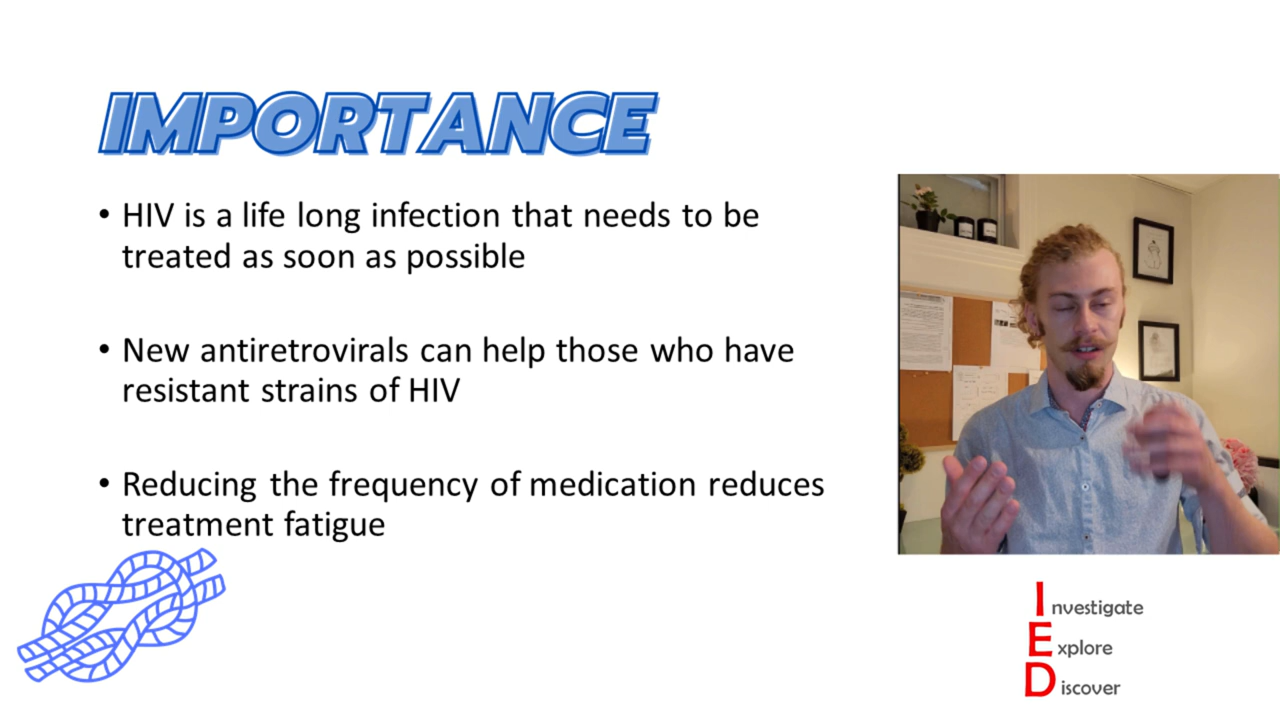 IMPORTANCE
• HIV is a life long infection that needs to be
treated as soon as possible
• New antiretrovirals can help those who have
resistant strains of HIV
• Reducing the frequency of medication reduces
treatment fatigue
Investigate
Explore
Discover